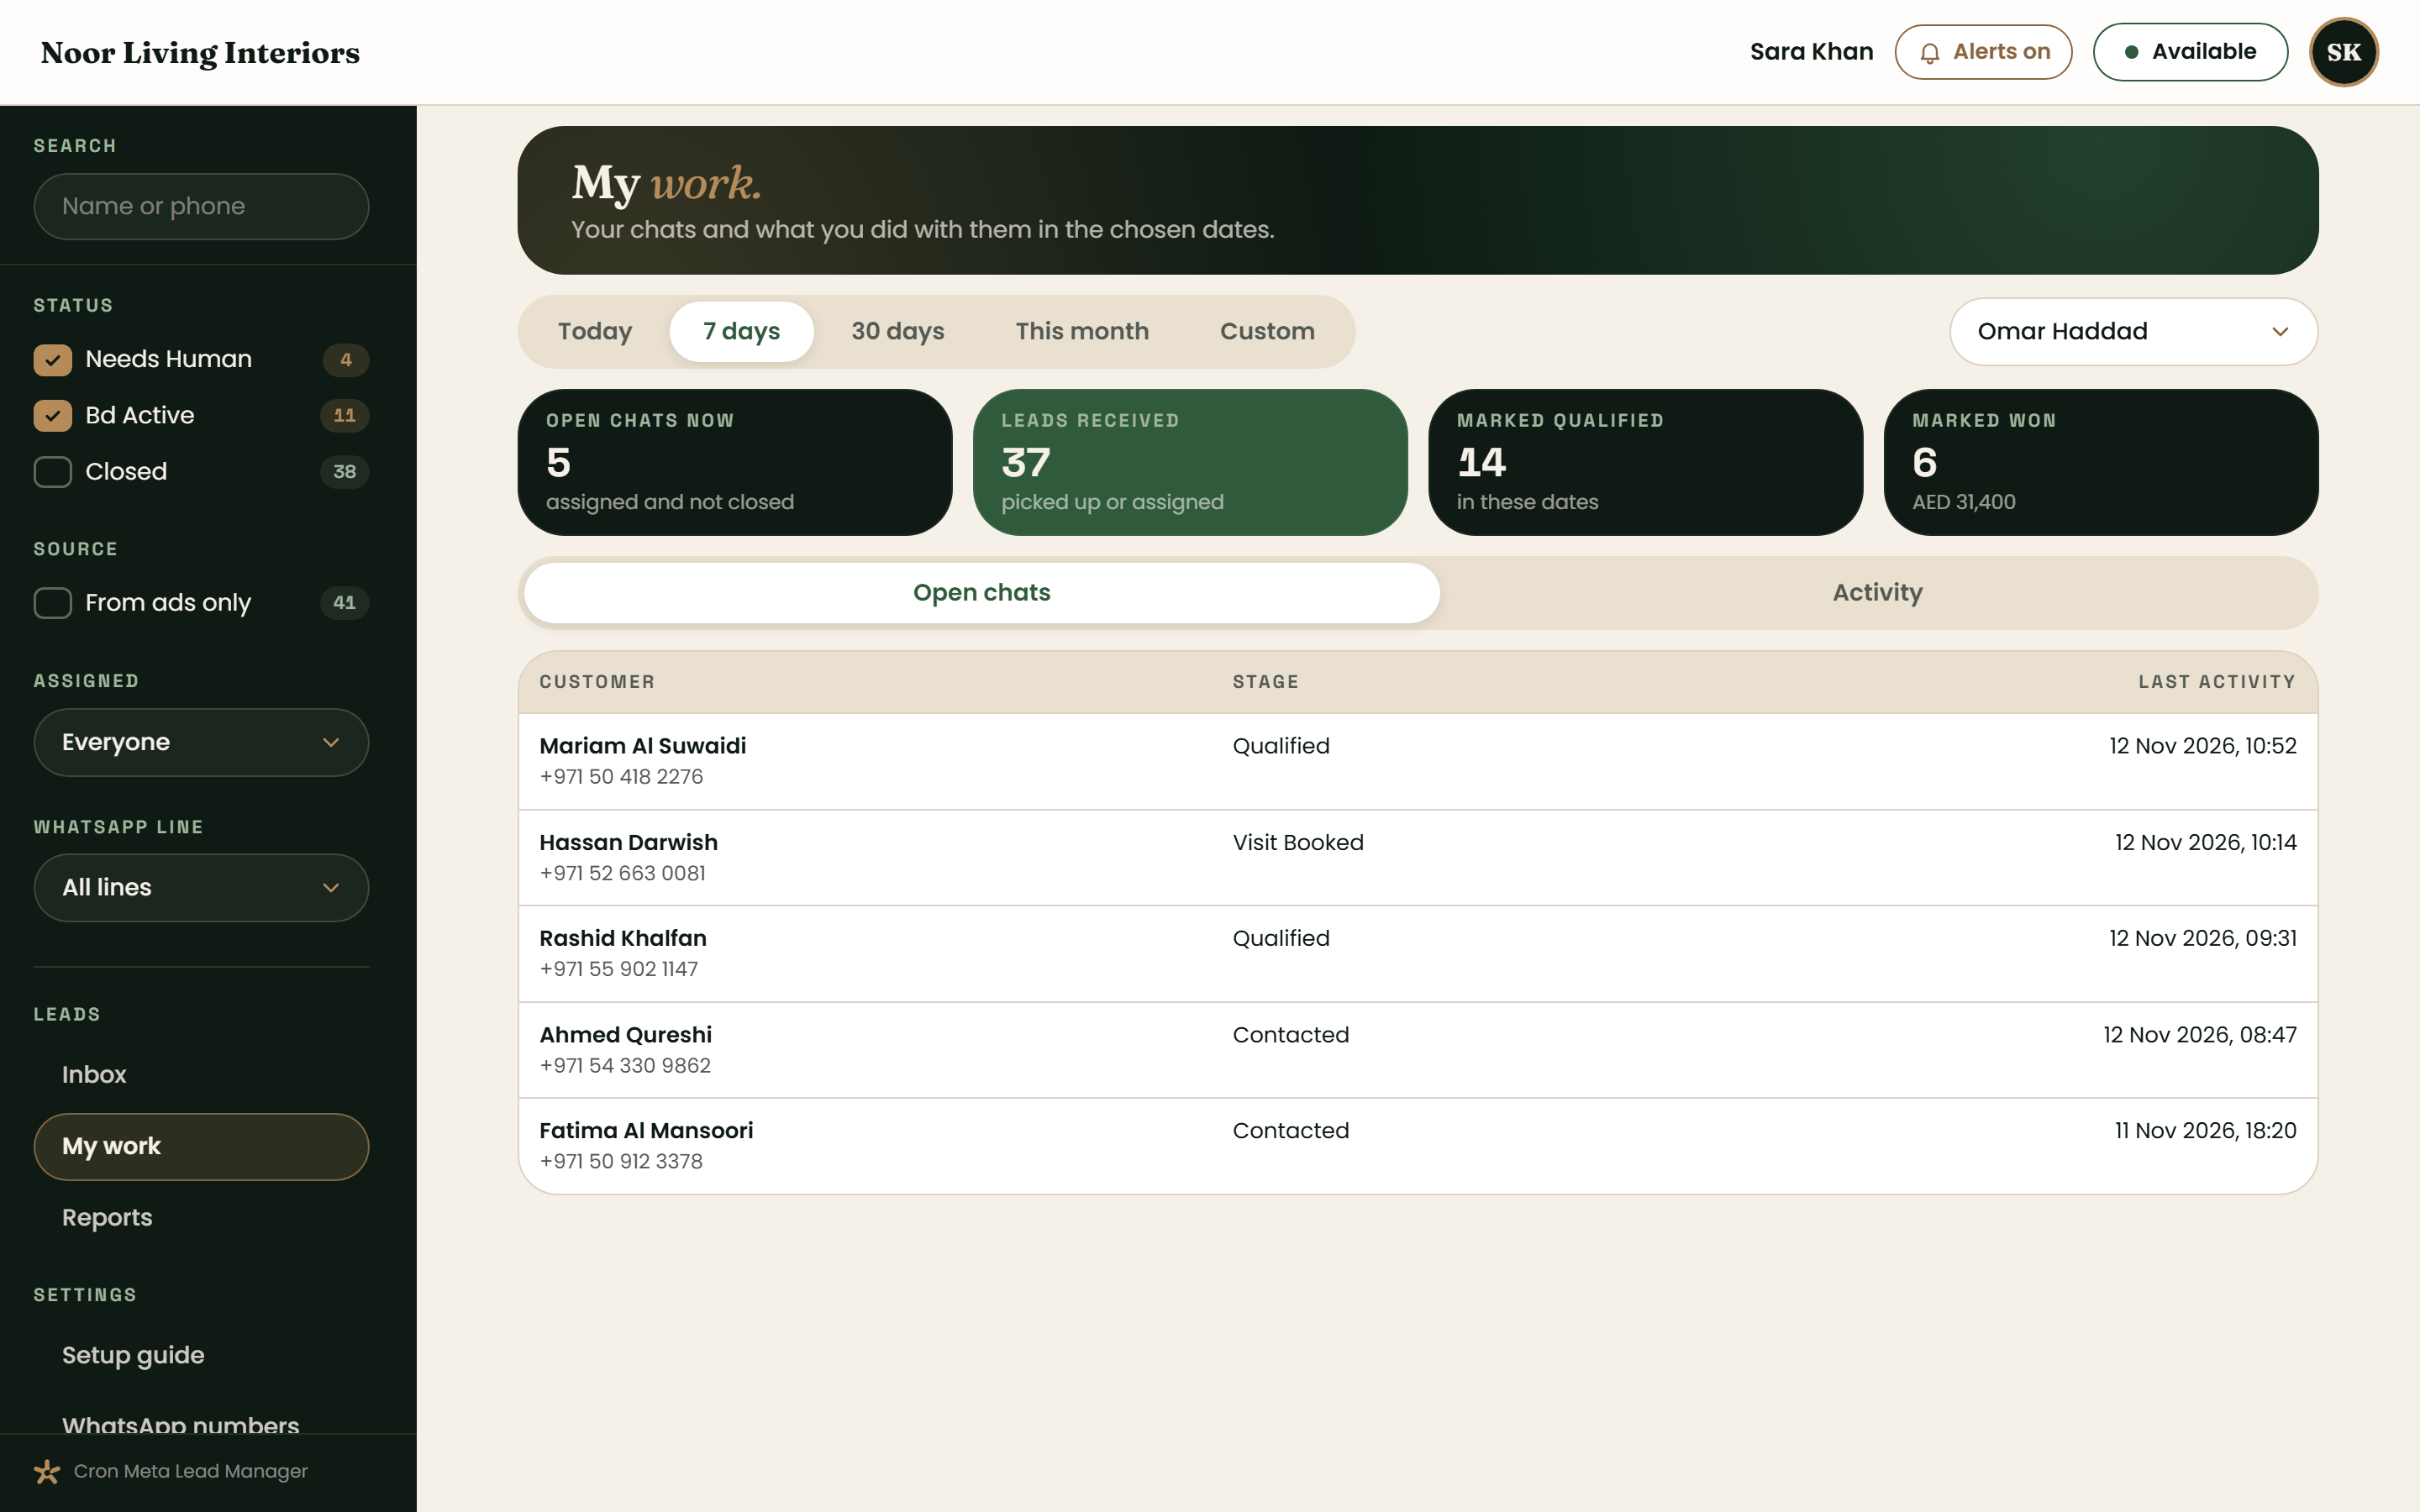 Noor Living Interiors
Sara Khan
Alerts on
Available
SK
SEARCH
Name or phone
STATUS
Needs Human 4
Bd Active 11
Closed 38
SOURCE
From ads only 41
ASSIGNED
Everyone
WHATSAPP LINE
All lines
LEADS
Inbox
My work
Reports
SETTINGS
Setup guide
WhatsApp numbers
Cron Meta Lead Manager
My work.
Your chats and what you did with them in the chosen dates.
Today 7 days 30 days This month Custom
Omar Haddad
OPEN CHATS NOW
5
assigned and not closed
LEADS RECEIVED
37
picked up or assigned
MARKED QUALIFIED
14
in these dates
MARKED WON
6
AED 31,400
Open chats Activity
CUSTOMER STAGE LAST ACTIVITY
Mariam Al Suwaidi Qualified 12 Nov 2026, 10:52
+971 50 418 2276
Hassan Darwish Visit Booked 12 Nov 2026, 10:14
+971 52 663 0081
Rashid Khalfan Qualified 12 Nov 2026, 09:31
+971 55 902 1147
Ahmed Qureshi Contacted 12 Nov 2026, 08:47
+971 54 330 9862
Fatima Al Mansoori Contacted 11 Nov 2026, 18:20
+971 50 912 3378